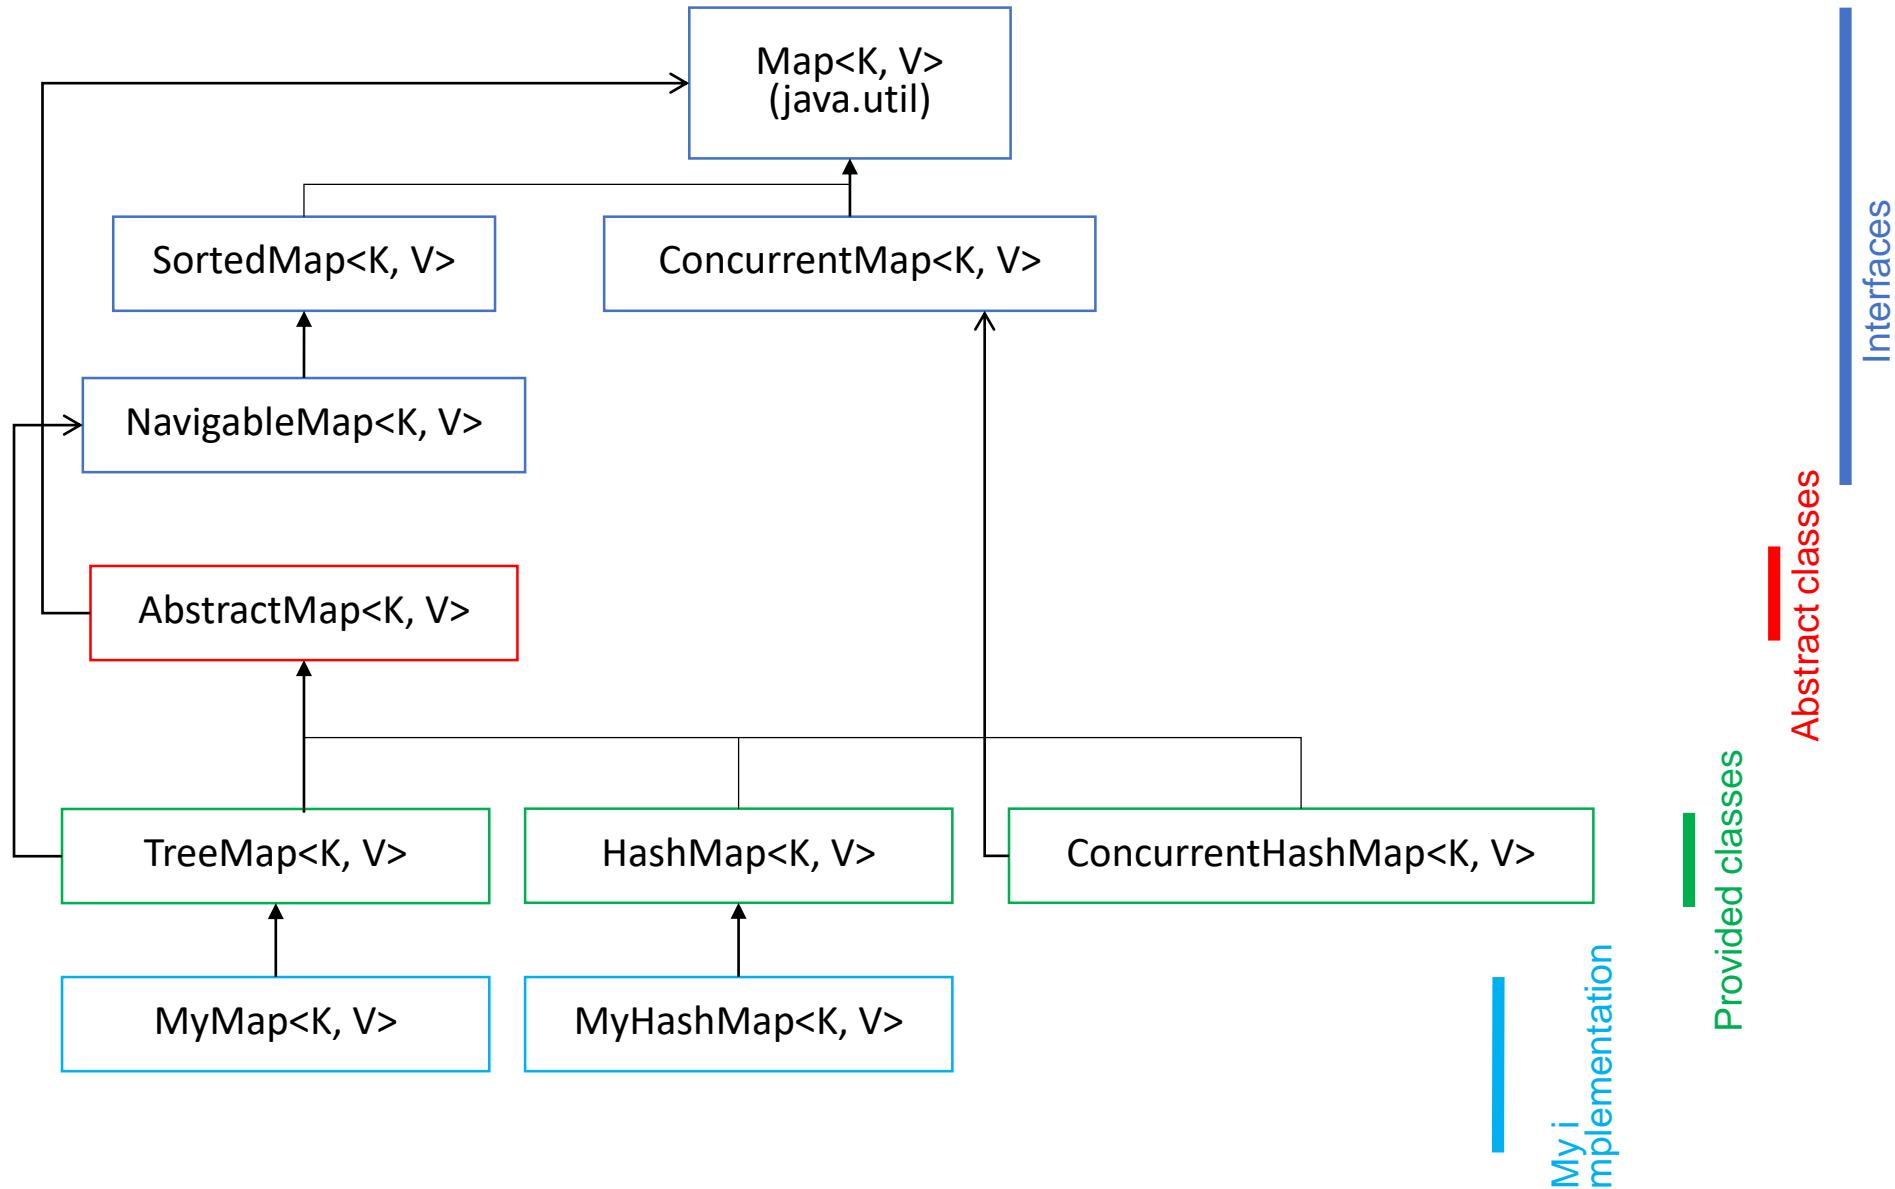 Map<K, V>
(java.util)
SortedMap<K, V>
ConcurrentMap<K, V>
NavigableMap<K, V>
AbstractMap<K, V>
TreeMap<K, V>
HashMap<K, V>
ConcurrentHashMap<K, V>
MyMap<K, V>
MyHashMap<K, V>
Interfaces
Abstract classes
Provided classes
My i
mplementation